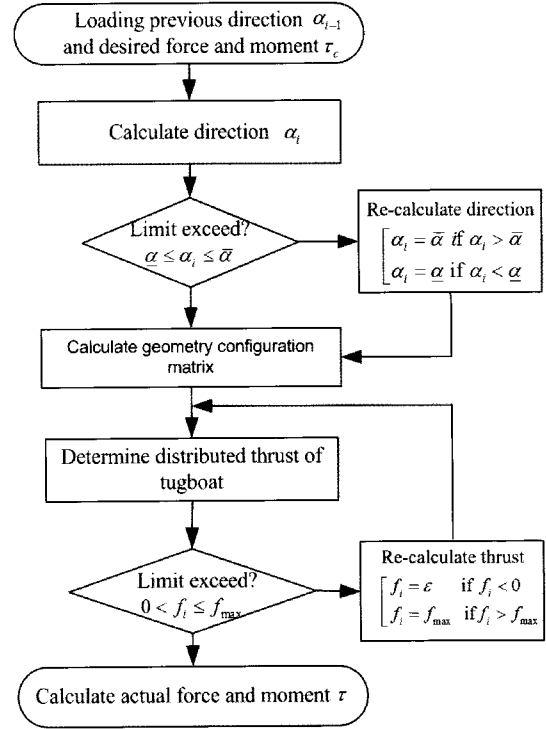 Loading previous direction α_{i−1}
and desired force and moment τ_c
Calculate direction α_i
Limit exceed?
α̲ ≤ α_i ≤ ᾱ
Re-calculate direction
α_i = ᾱ if α_i > ᾱ
α_i = α̲ if α_i < α̲
Calculate geometry configuration
matrix
Determine distributed thrust of
tugboat
Limit exceed?
0 < f_i ≤ f_max
Re-calculate thrust
f_i = ε if f_i < 0
f_i = f_max if f_i > f_max
Calculate actual force and moment τ